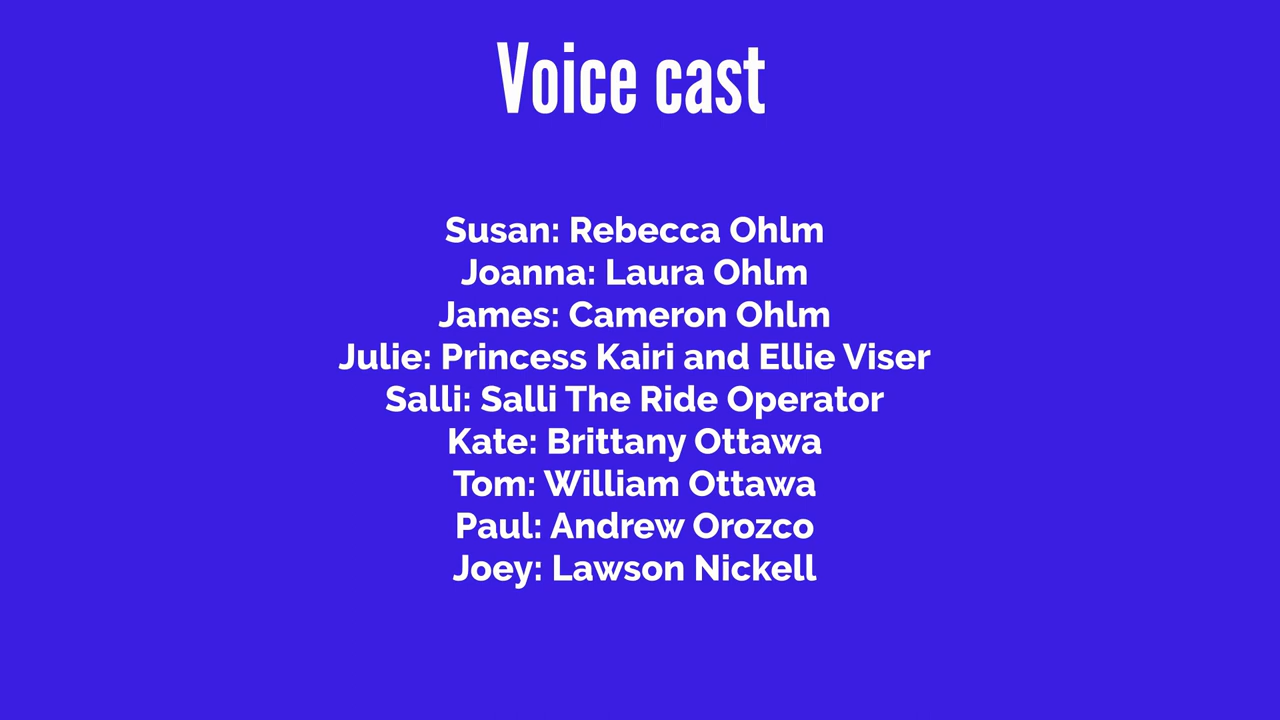 Voice cast
Susan: Rebecca Ohlm
Joanna: Laura Ohlm
James: Cameron Ohlm
Julie: Princess Kairi and Ellie Viser
Salli: Salli The Ride Operator
Kate: Brittany Ottawa
Tom: William Ottawa
Paul: Andrew Orozco
Joey: Lawson Nickell